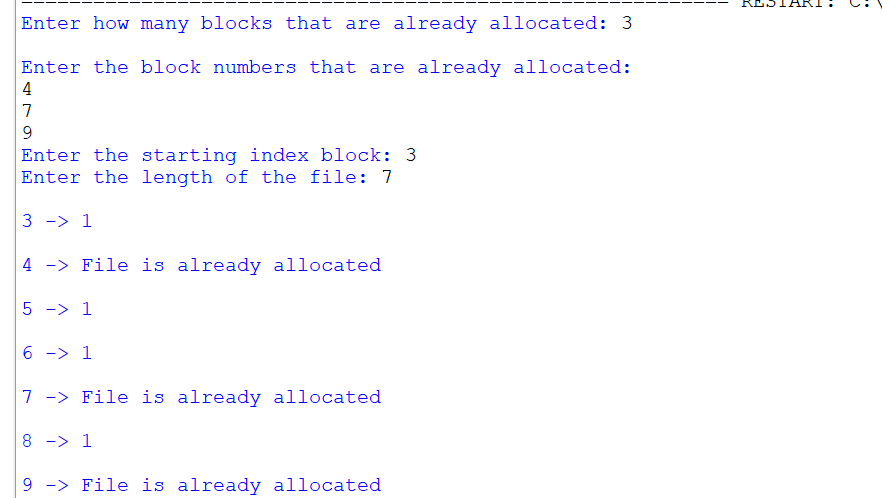 RESTART: C:\
Enter how many blocks that are already allocated: 3
Enter the block numbers that are already allocated:
4
7
9
Enter the starting index block: 3
Enter the length of the file: 7
3 -> 1
4 -> File is already allocated
5 -> 1
6 -> 1
7 -> File is already allocated
8 -> 1
9 -> File is already allocated